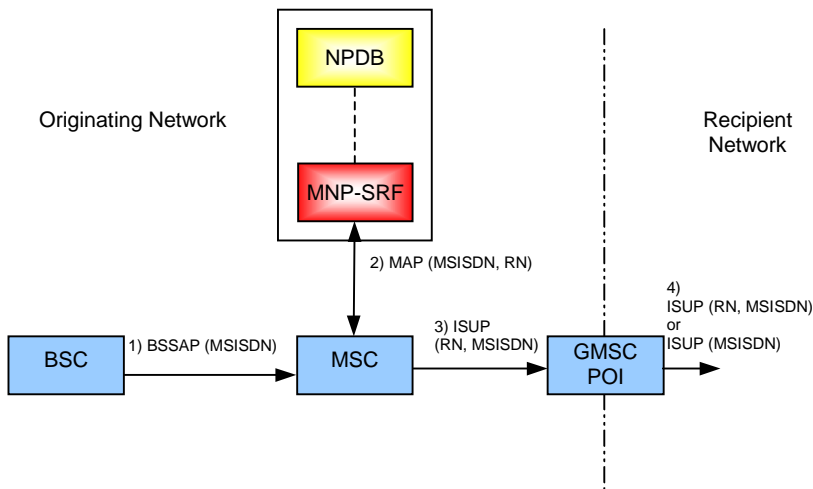 NPDB
Originating Network
Recipient
Network
MNP-SRF
2) MAP (MSISDN, RN)
4)
ISUP (RN, MSISDN)
or
ISUP (MSISDN)
3) ISUP
(RN, MSISDN)
1) BSSAP (MSISDN)
BSC
MSC
GMSC
POI